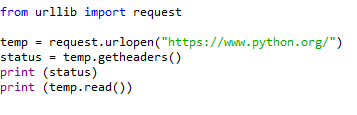 from urllib import request
temp = request.urlopen("https://www.python.org/")
status = temp.getheaders()
print (status)
print (temp.read())